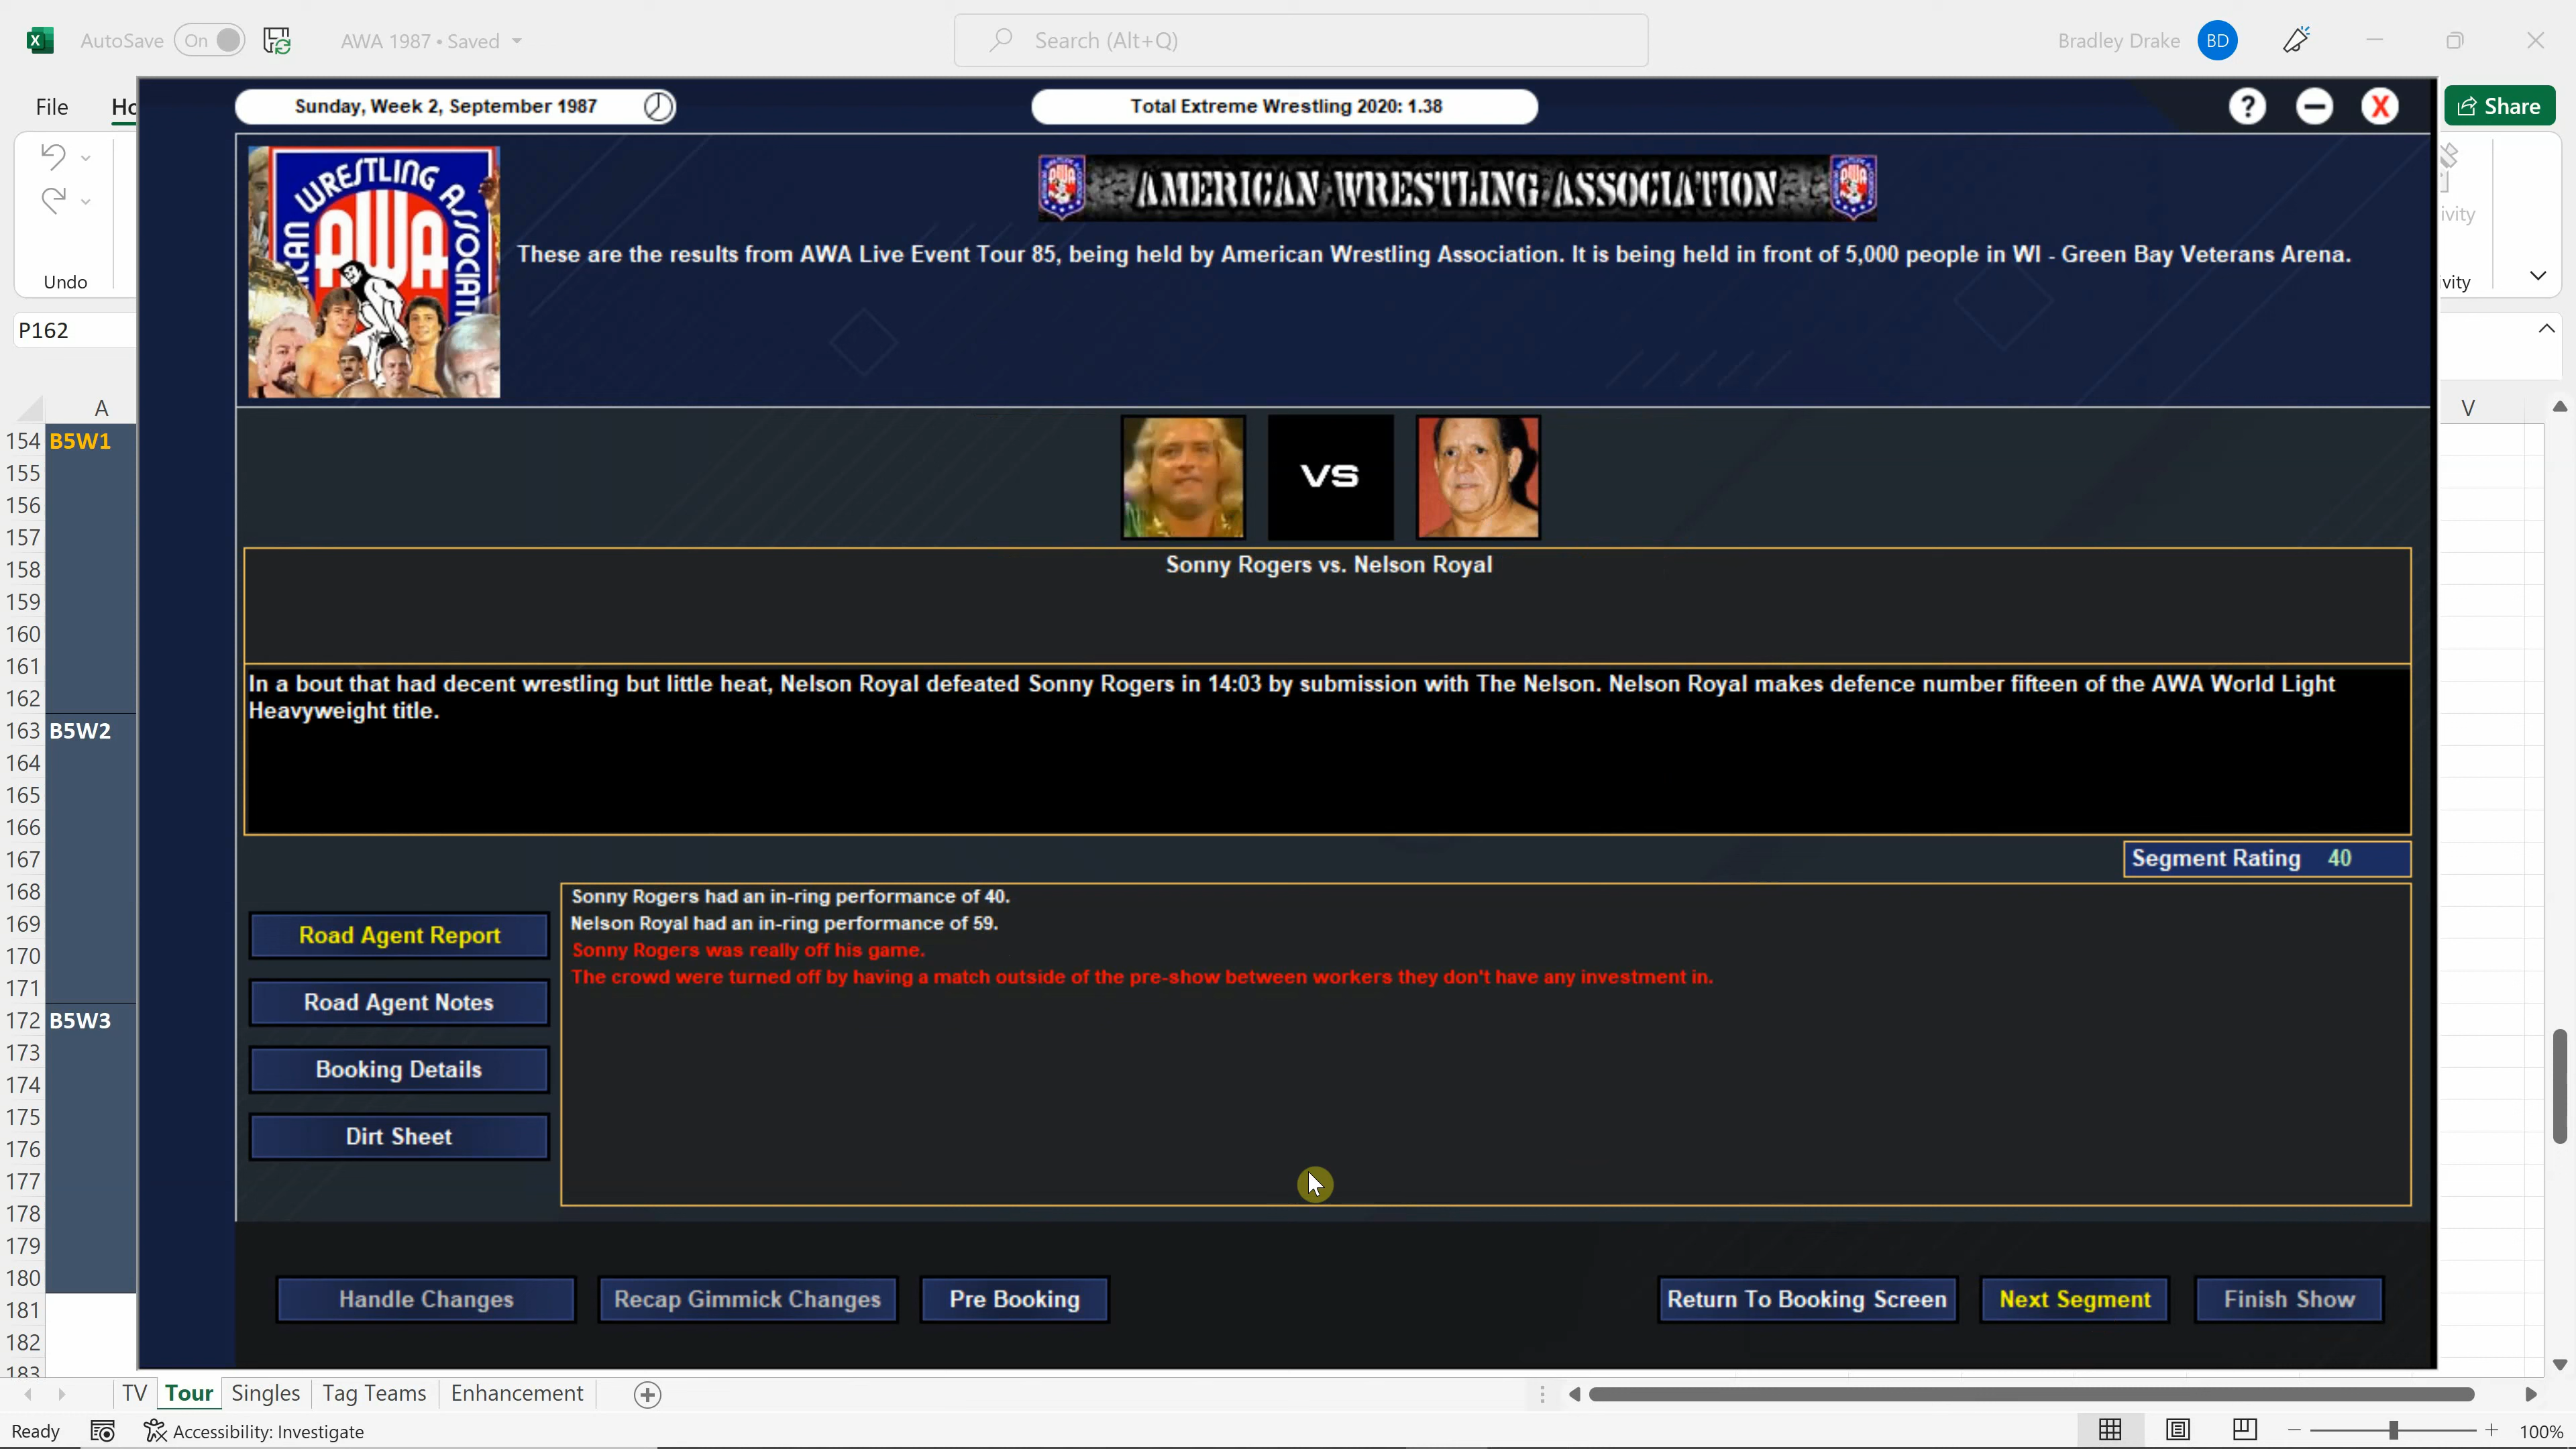 AutoSave On AWA 1987 • Saved Search (Alt+Q) Bradley Drake BD
File Ho Share
Sunday, Week 2, September 1987 Total Extreme Wrestling 2020: 1.38 ? X
AMERICAN WRESTLING ASSOCIATION
AWA
AMERICAN WRESTLING ASSOCIATION
These are the results from AWA Live Event Tour 85, being held by American Wrestling Association. It is being held in front of 5,000 people in WI - Green Bay Veterans Arena.
ivity
Undo ivity
P162
A V
154 B5W1
155
156
VS
157
158
Sonny Rogers vs. Nelson Royal
159
160
161
In a bout that had decent wrestling but little heat, Nelson Royal defeated Sonny Rogers in 14:03 by submission with The Nelson. Nelson Royal makes defence number fifteen of the AWA World Light
162
Heavyweight title.
163 B5W2
164
165
166
167
Segment Rating 40
168
Sonny Rogers had an in-ring performance of 40.
169
Nelson Royal had an in-ring performance of 59.
Road Agent Report
Sonny Rogers was really off his game.
170
The crowd were turned off by having a match outside of the pre-show between workers they don't have any investment in.
171
Road Agent Notes
172 B5W3
173
Booking Details
174
175
Dirt Sheet
176
177
178
179
180
Handle Changes Recap Gimmick Changes Pre Booking Return To Booking Screen Next Segment Finish Show
181
182
183
TV Tour Singles Tag Teams Enhancement
Ready Accessibility: Investigate 100%